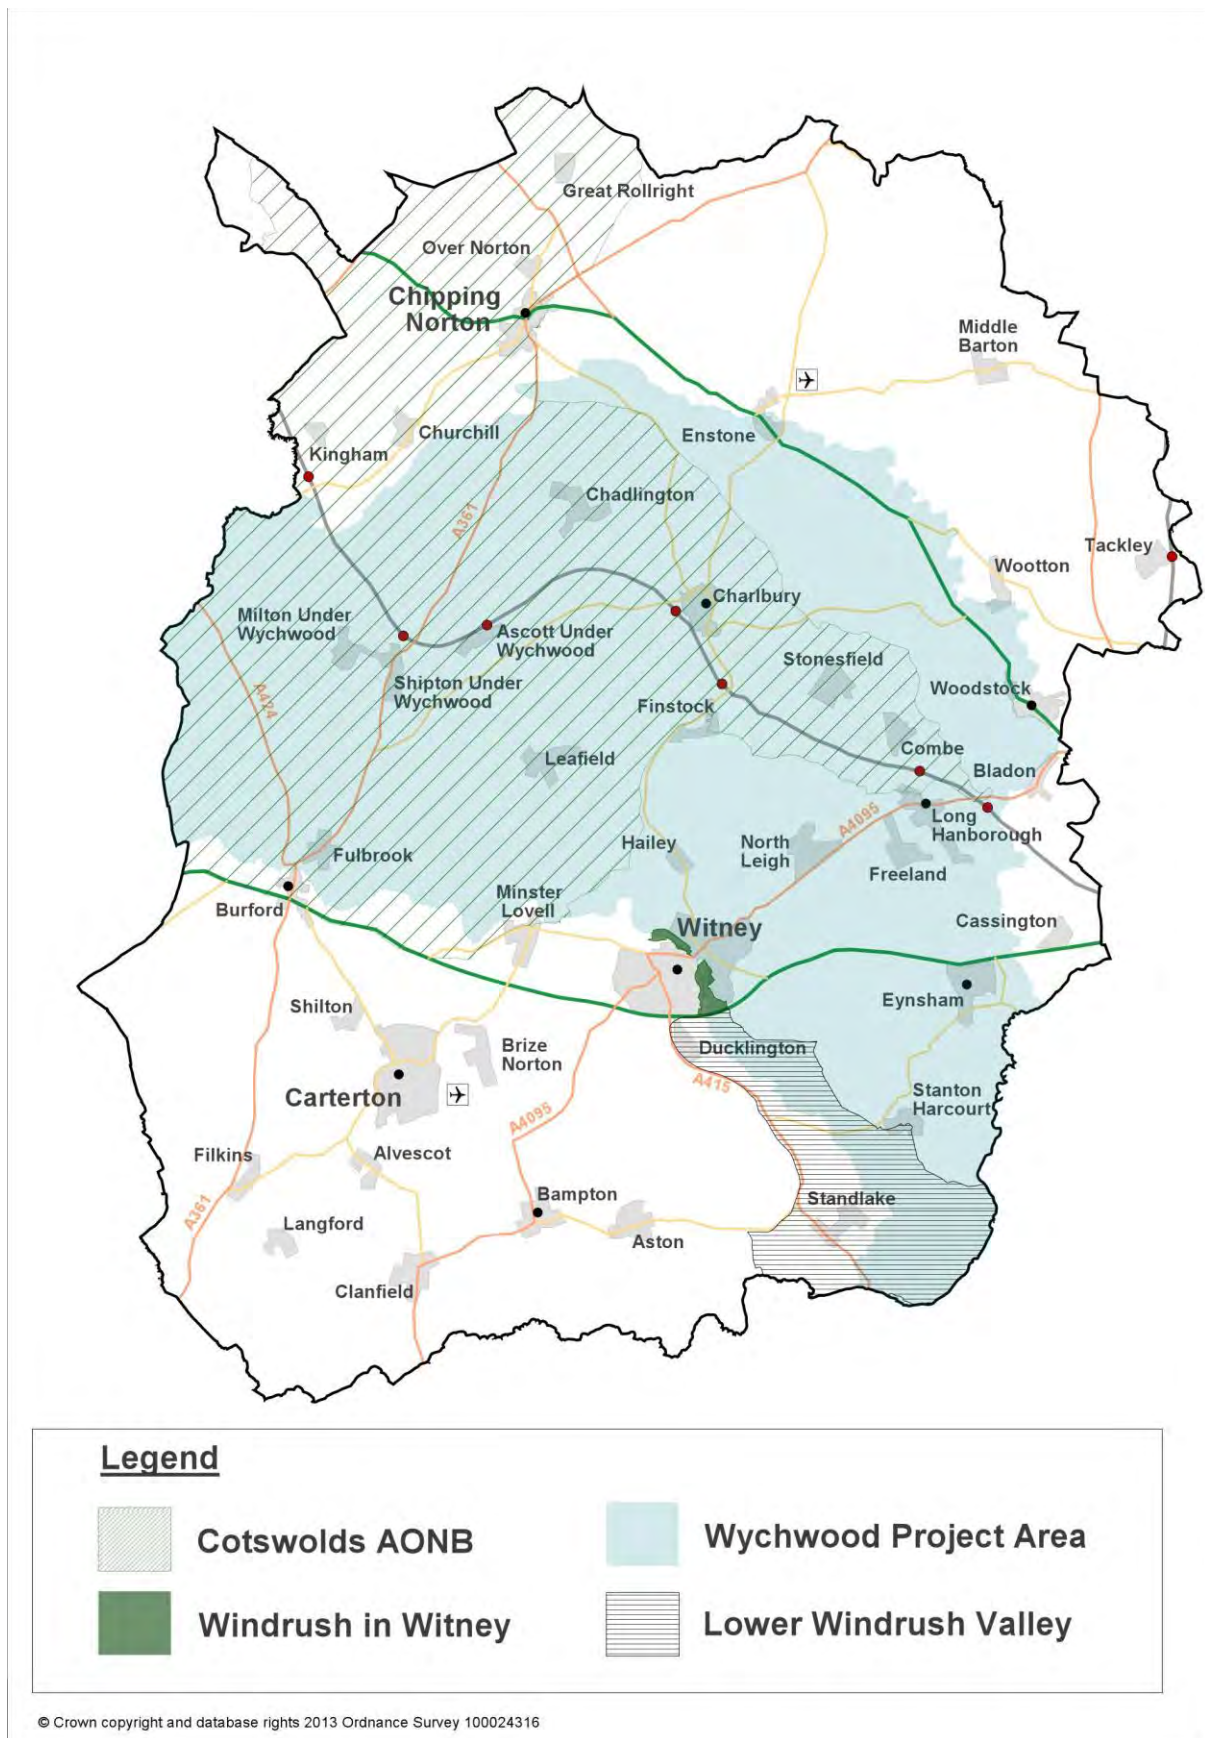 Great Rollright
Over Norton
Chipping
Norton
Middle
Barton
Enstone
Churchill
Kingham
Chadlington
A361
Tackley
Wootton
Charlbury
Milton Under
Wychwood
Ascott Under
Wychwood
Stonesfield
Shipton Under
Wychwood
A424
Woodstock
Finstock
Combe
Leafield
Bladon
A4095
Long
Hanborough
Hailey
North
Leigh
Fulbrook
Freeland
Minster
Lovell
Burford
Witney
Cassington
Eynsham
Shilton
Brize
Norton
Ducklington
Carterton
A415
Stanton
Harcourt
A4095
Filkins
Alvescot
Bampton
Standlake
A361
Langford
Aston
Clanfield
Legend
Cotswolds AONB
Wychwood Project Area
Windrush in Witney
Lower Windrush Valley
© Crown copyright and database rights 2013 Ordnance Survey 100024316